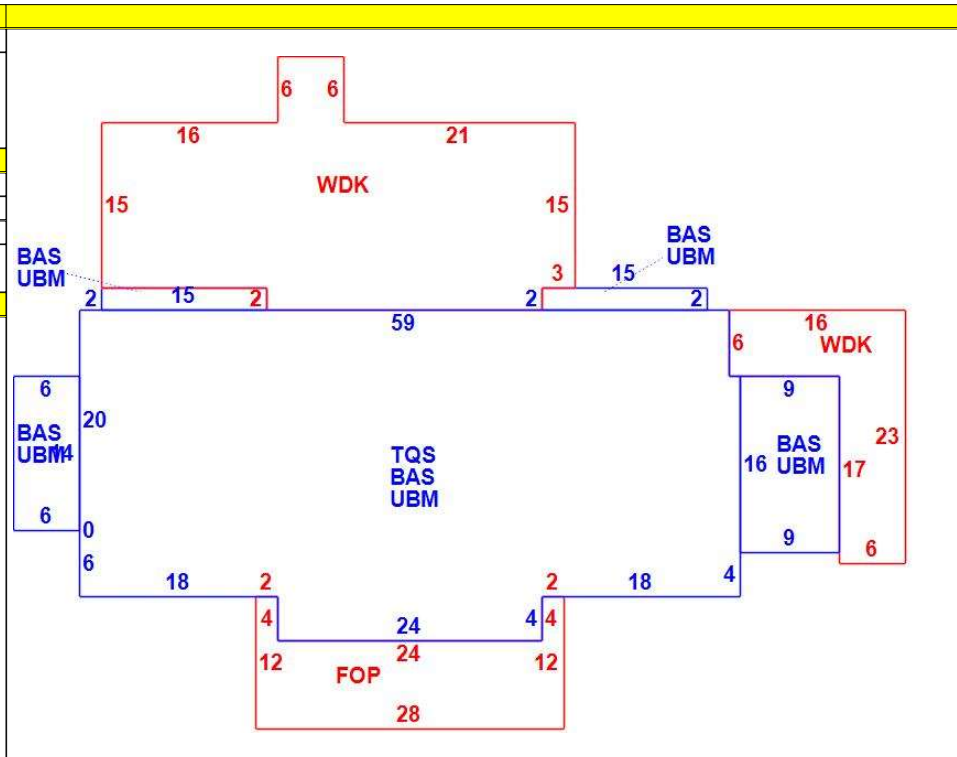 6 6
16 21
WDK
15 15
BAS
UBM
BAS
UBM
3 15
2 15 2 2 2
59
16
WDK
6
6 9
20
BAS
UBM 14
23
TQS
BAS
UBM
16
BAS
UBM
17
6 0
9 6
6
18 2 2 18 4
4 24 4 4
24
12 12
FOP
28